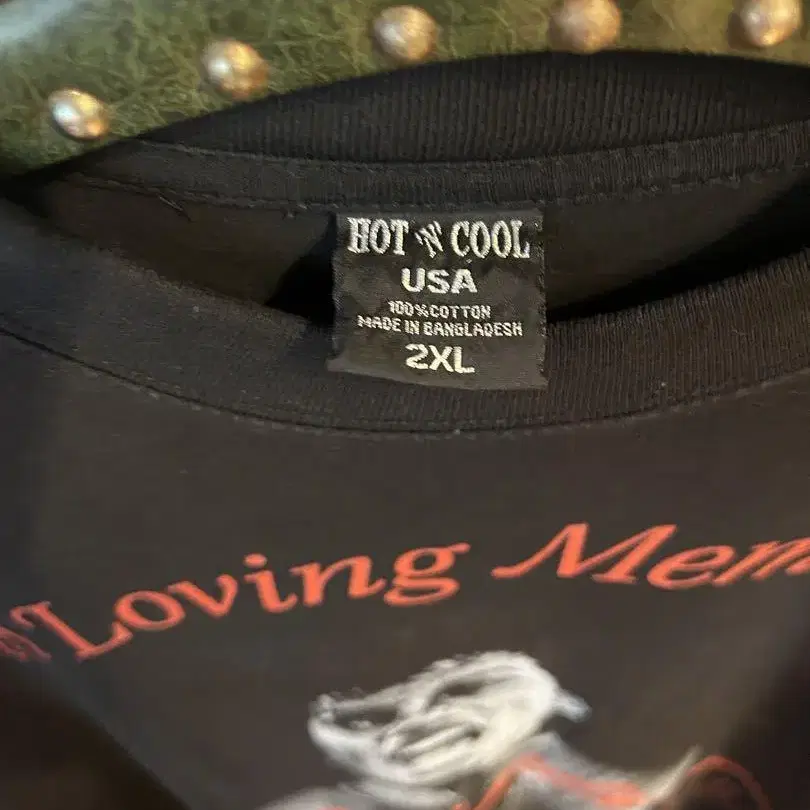 HOT 'N' COOL
USA
100% COTTON
MADE IN BANGLADESH
2XL
Loving Mem